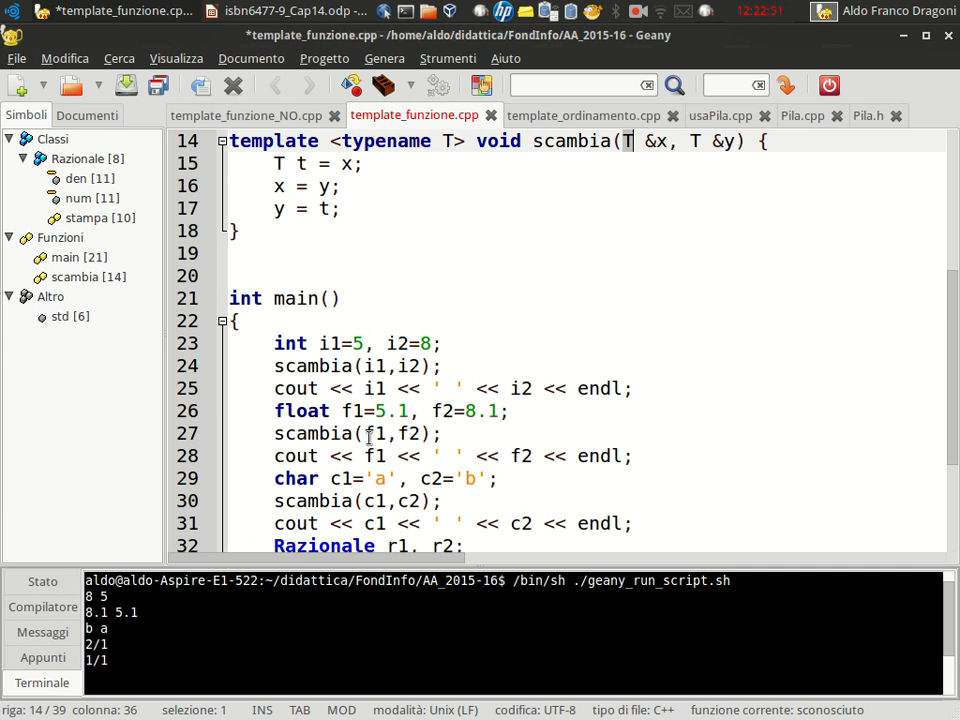 *template_funzione.cp...
isbn6477-9_Cap14.odp - ...
12:22:51
Aldo Franco Dragoni
*template_funzione.cpp - /home/aldo/didattica/FondInfo/AA_2015-16 - Geany
File Modifica Cerca Visualizza Documento Progetto Genera Strumenti Aiuto
Simboli Documenti
template_funzione_NO.cpp template_funzione.cpp template_ordinamento.cpp usaPila.cpp Pila.cpp Pila.h
Classi
Razionale [8]
den [11]
num [11]
stampa [10]
Funzioni
main [21]
scambia [14]
Altro
std [6]
14 template <typename T> void scambia(T &x, T &y) {
15 T t = x;
16 x = y;
17 y = t;
18 }
19
20
21 int main()
22 {
23 int i1=5, i2=8;
24 scambia(i1,i2);
25 cout << i1 << ' ' << i2 << endl;
26 float f1=5.1, f2=8.1;
27 scambia(f1,f2);
28 cout << f1 << ' ' << f2 << endl;
29 char c1='a', c2='b';
30 scambia(c1,c2);
31 cout << c1 << ' ' << c2 << endl;
32 Razionale r1, r2;
Stato
Compilatore
Messaggi
Appunti
Terminale
aldo@aldo-Aspire-E1-522:~/didattica/FondInfo/AA_2015-16$ /bin/sh ./geany_run_script.sh
8 5
8.1 5.1
b a
2/1
1/1
riga: 14 / 39 colonna: 36 selezione: 1 INS TAB MOD modalità: Unix (LF) codifica: UTF-8 tipo di file: C++ funzione corrente: sconosciuto